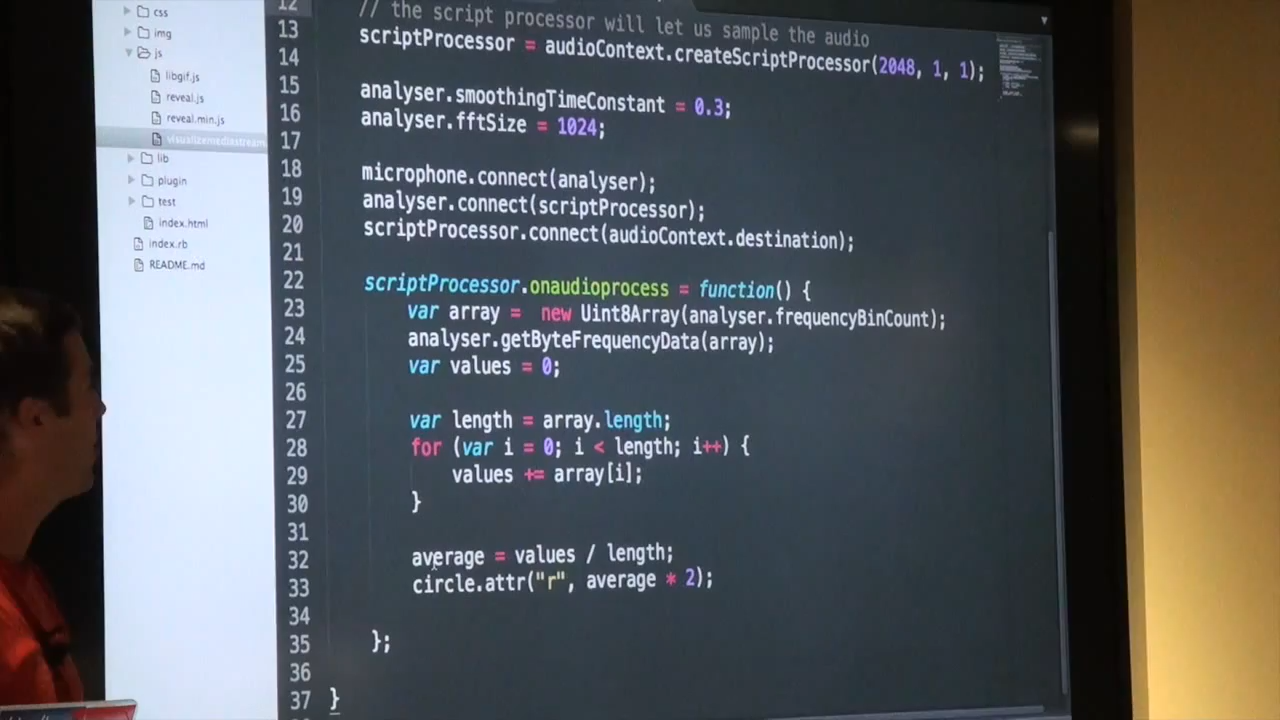 css
img
js
libgif.js
reveal.js
reveal.min.js
visualizemediastream
lib
plugin
test
index.html
index.rb
README.md
12 // the script processor will let us sample the audio
13 scriptProcessor = audioContext.createScriptProcessor(2048, 1, 1);
14
15 analyser.smoothingTimeConstant = 0.3;
16 analyser.fftSize = 1024;
17
18 microphone.connect(analyser);
19 analyser.connect(scriptProcessor);
20 scriptProcessor.connect(audioContext.destination);
21
22 scriptProcessor.onaudioprocess = function() {
23 var array = new Uint8Array(analyser.frequencyBinCount);
24 analyser.getByteFrequencyData(array);
25 var values = 0;
26
27 var length = array.length;
28 for (var i = 0; i < length; i++) {
29 values += array[i];
30 }
31
32 average = values / length;
33 circle.attr("r", average * 2);
34
35 };
36
37 }